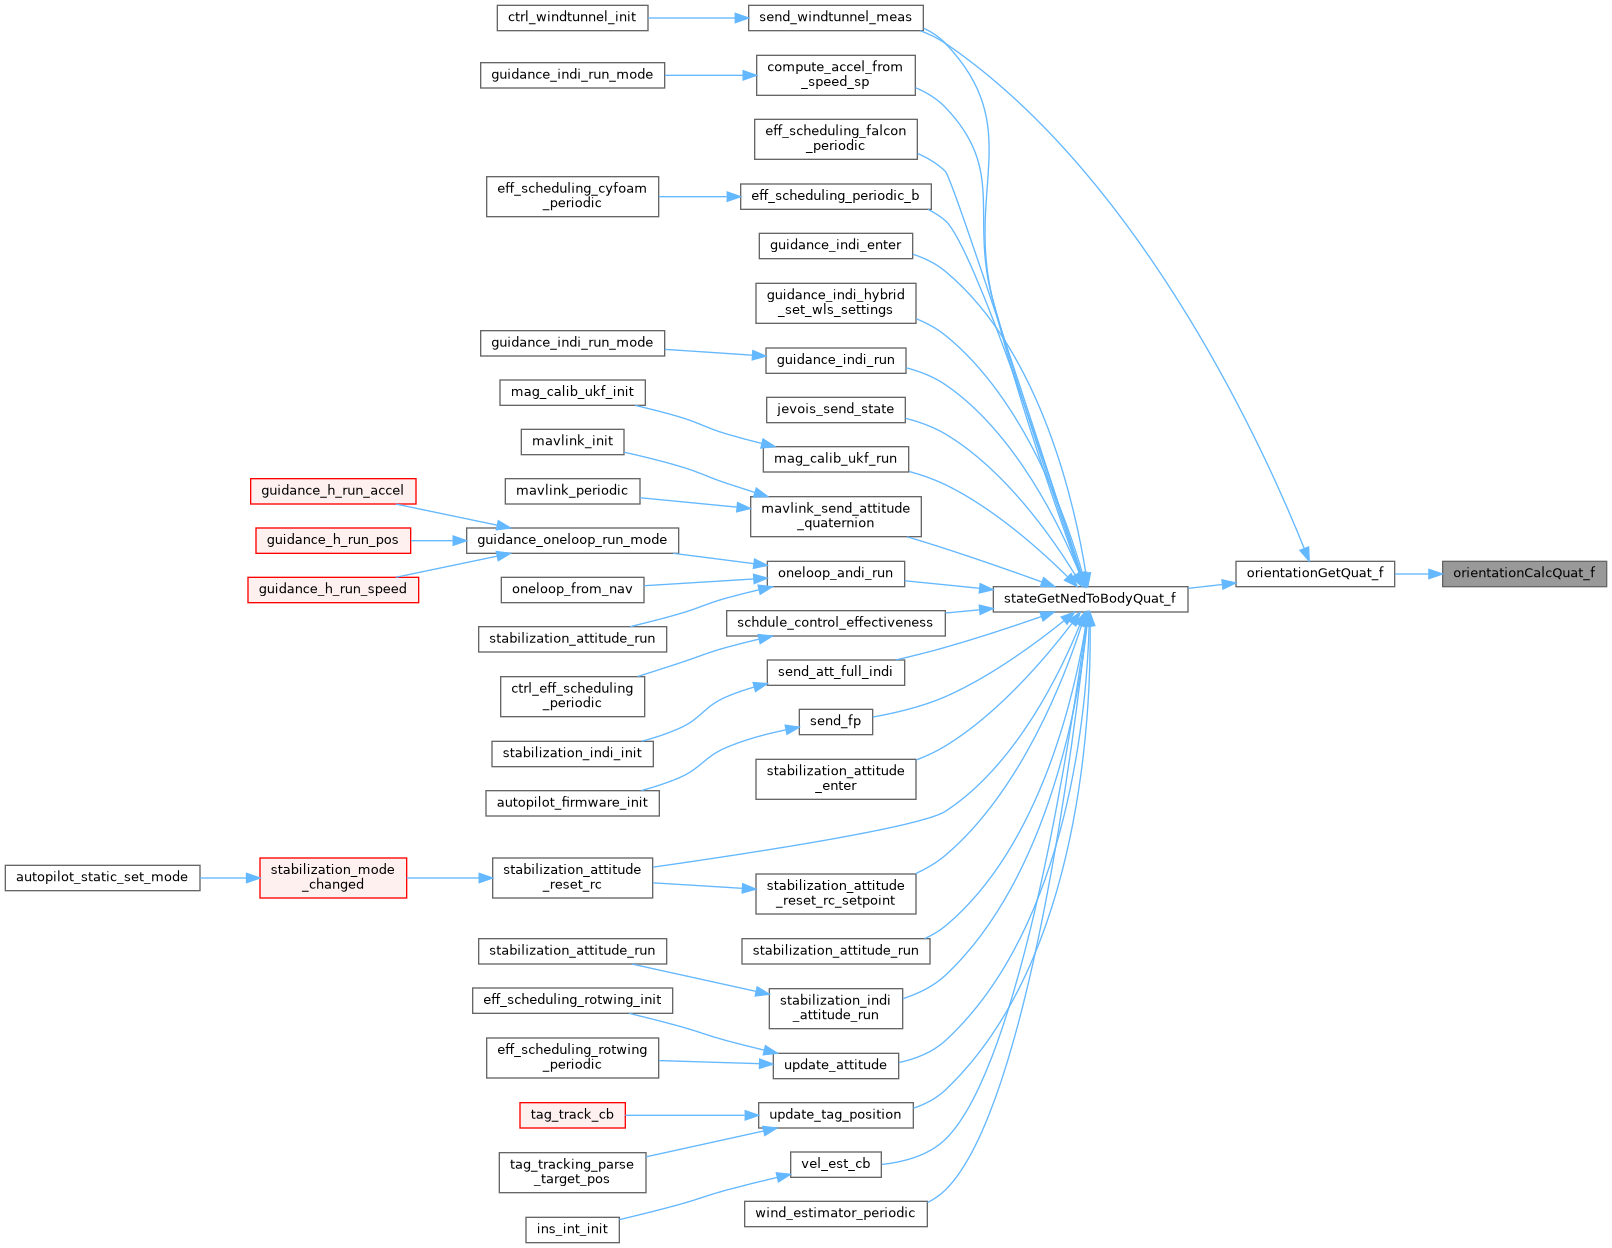 ctrl_windtunnel_init
send_windtunnel_meas
guidance_indi_run_mode
compute_accel_from
_speed_sp
eff_scheduling_falcon
_periodic
eff_scheduling_cyfoam
_periodic
eff_scheduling_periodic_b
guidance_indi_enter
guidance_indi_hybrid
_set_wls_settings
guidance_indi_run_mode
guidance_indi_run
mag_calib_ukf_init
jevois_send_state
mavlink_init
mag_calib_ukf_run
guidance_h_run_accel
mavlink_periodic
mavlink_send_attitude
_quaternion
guidance_h_run_pos
guidance_oneloop_run_mode
guidance_h_run_speed
oneloop_from_nav
oneloop_andi_run
stateGetNedToBodyQuat_f
orientationGetQuat_f
orientationCalcQuat_f
stabilization_attitude_run
schdule_control_effectiveness
ctrl_eff_scheduling
_periodic
send_att_full_indi
stabilization_indi_init
send_fp
autopilot_firmware_init
stabilization_attitude
_enter
autopilot_static_set_mode
stabilization_mode
_changed
stabilization_attitude
_reset_rc
stabilization_attitude
_reset_rc_setpoint
stabilization_attitude_run
stabilization_attitude_run
eff_scheduling_rotwing_init
stabilization_indi
_attitude_run
eff_scheduling_rotwing
_periodic
update_attitude
tag_track_cb
update_tag_position
tag_tracking_parse
_target_pos
vel_est_cb
ins_int_init
wind_estimator_periodic